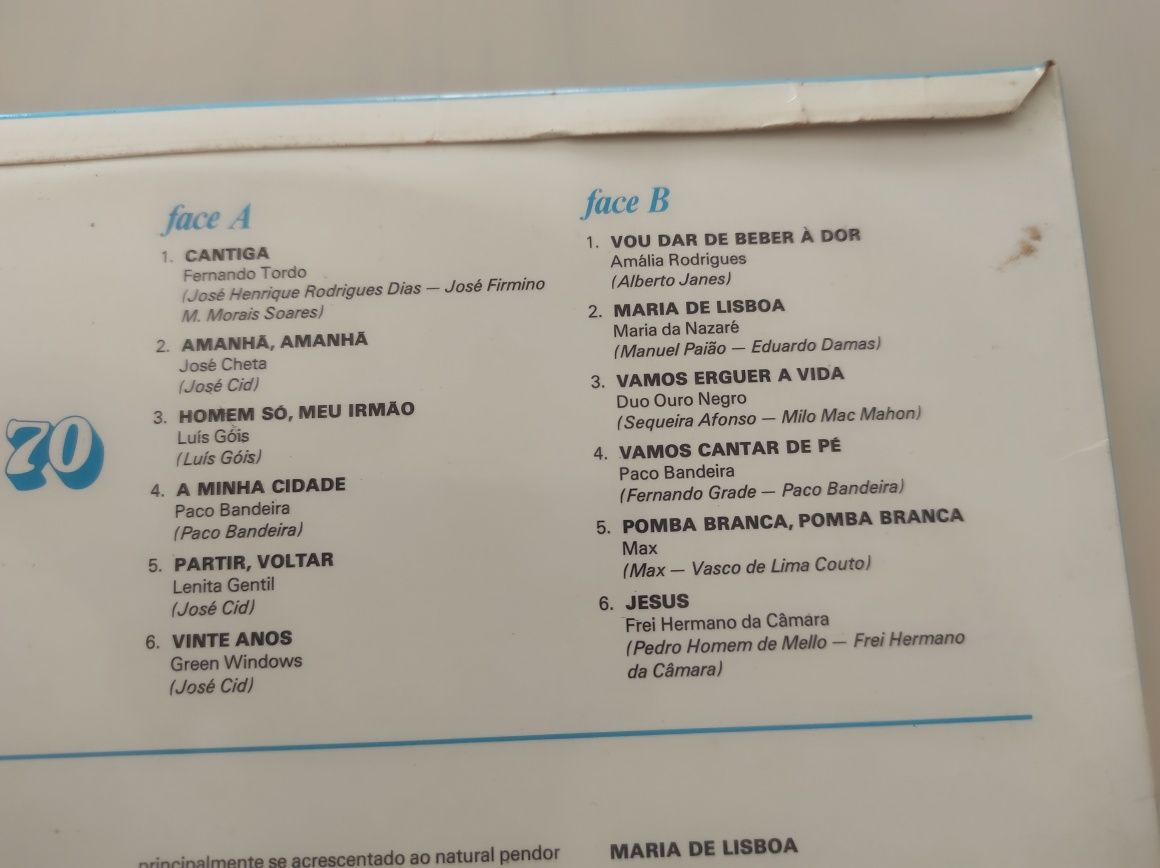 face A
1. CANTIGA
Fernando Tordo
(José Henrique Rodrigues Dias — José Firmino
M. Morais Soares)
2. AMANHÃ, AMANHÃ
José Cheta
(José Cid)
3. HOMEM SÓ, MEU IRMÃO
Luís Góis
(Luís Góis)
4. A MINHA CIDADE
Paco Bandeira
(Paco Bandeira)
5. PARTIR, VOLTAR
Lenita Gentil
(José Cid)
6. VINTE ANOS
Green Windows
(José Cid)
70
face B
1. VOU DAR DE BEBER À DOR
Amália Rodrigues
(Alberto Janes)
2. MARIA DE LISBOA
Maria da Nazaré
(Manuel Paião — Eduardo Damas)
3. VAMOS ERGUER A VIDA
Duo Ouro Negro
(Sequeira Afonso — Milo Mac Mahon)
4. VAMOS CANTAR DE PÉ
Paco Bandeira
(Fernando Grade — Paco Bandeira)
5. POMBA BRANCA, POMBA BRANCA
Max
(Max — Vasco de Lima Couto)
6. JESUS
Frei Hermano da Câmara
(Pedro Homem de Mello — Frei Hermano
da Câmara)
principalmente se acrescentado ao natural pendor
MARIA DE LISBOA